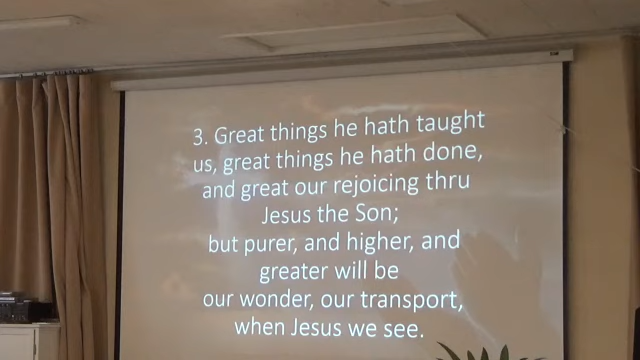 3. Great things he hath taught
us, great things he hath done,
and great our rejoicing thru
Jesus the Son;
but purer, and higher, and
greater will be
our wonder, our transport,
when Jesus we see.